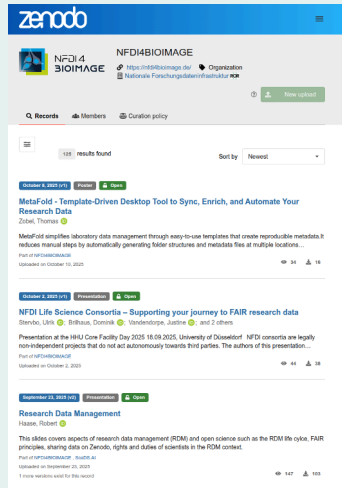 zenodo
NFDI4BIOIMAGE
NFDI4
BIOIMAGE
https://nfdi4bioimage.de/ Organization
Nationale Forschungsdateninfrastruktur ROR
New upload
Records Members Curation policy
125 results found
Sort by Newest
October 9, 2025 (v1) Poster Open
MetaFold - Template-Driven Desktop Tool to Sync, Enrich, and Automate Your
Research Data
Zobel, Thomas
MetaFold simplifies laboratory data management through easy-to-use templates that create reproducible metadata.It
reduces manual steps by automatically generating folder structures and metadata files at multiple locations…
Part of NFDI4BIOIMAGE
Uploaded on October 10, 2025
34 16
October 2, 2025 (v1) Presentation Open
NFDI Life Science Consortia – Supporting your journey to FAIR research data
Stervbo, Ulrik ; Brilhaus, Dominik ; Vandendorpe, Justine ; and 2 others
Presentation at the HHU Core Facility Day 2025 18.09.2025, University of Düsseldorf NFDI consortia are legally
non-independent projects that do not act autonomously towards third parties. The authors of this presentation…
Part of NFDI4BIOIMAGE
Uploaded on October 2, 2025
44 38
September 23, 2025 (v2) Presentation Open
Research Data Management
Haase, Robert
This slides covers aspects of research data management (RDM) and open science such as the RDM life cylce, FAIR
principles, sharing data on Zenodo, rights and duties of scientists in the RDM context.
Part of NFDI4BIOIMAGE , ScaDS.AI
Uploaded on September 23, 2025
1 more versions exist for this record
147 103